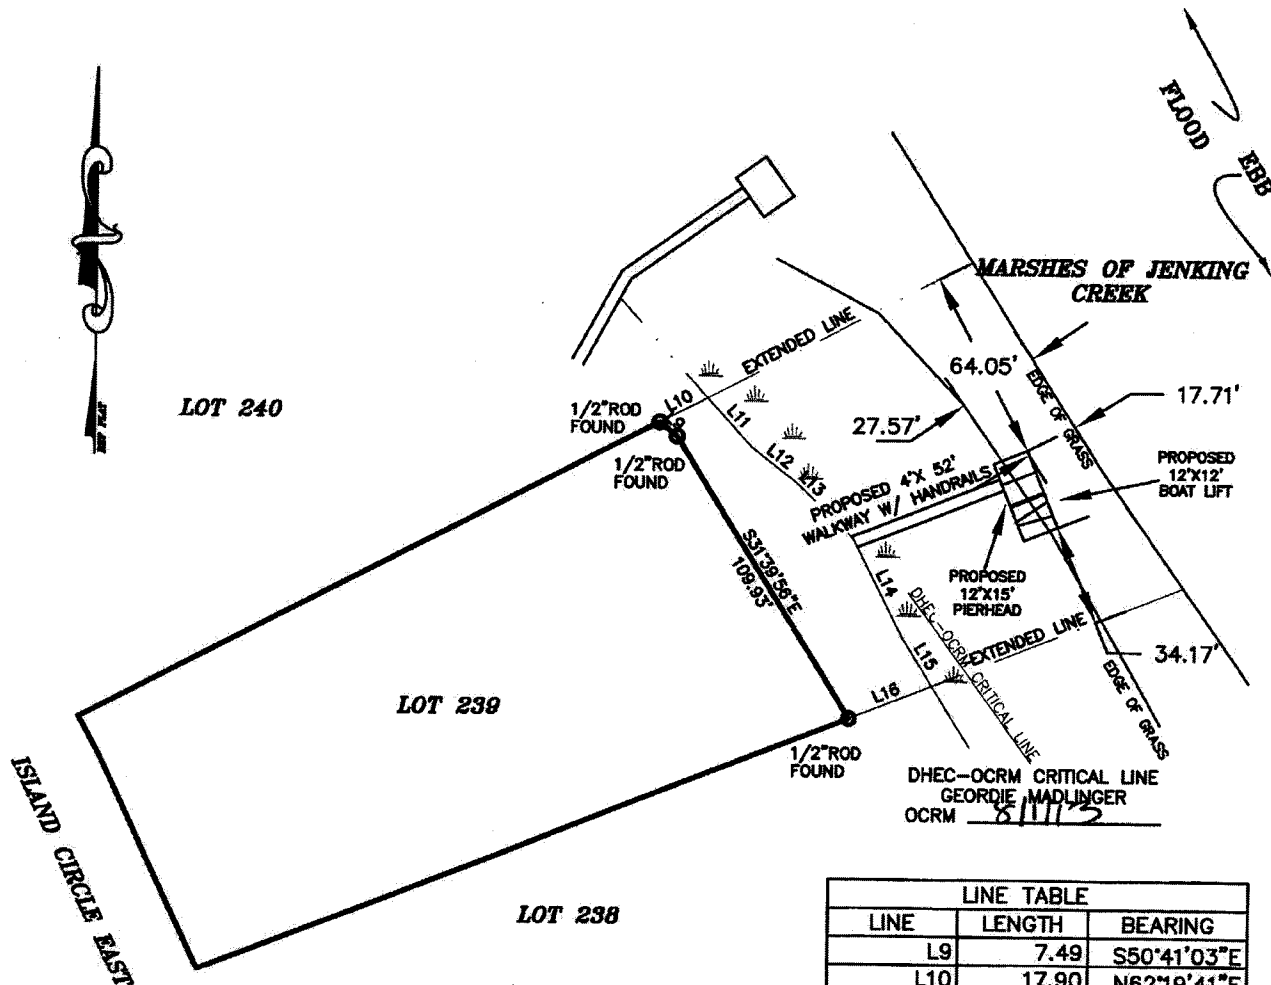 FLOOD
EBB
MARSHES OF JENKING
CREEK
64.05'
EDGE OF GRASS
17.71'
27.57'
EXTENDED LINE
LOT 240
1/2"ROD
FOUND
L10
L9
1/2"ROD
FOUND
L11
L12
L13
PROPOSED 4'X 52'
WALKWAY W/ HANDRAILS
PROPOSED
12'X12'
BOAT LIFT
S31°39'56"E
109.93'
PROPOSED
12'X15'
PIERHEAD
L14
L15
L16
DHEC-OCRM CRITICAL LINE
EXTENDED LINE
34.17'
EDGE OF GRASS
LOT 239
1/2"ROD
FOUND
DHEC-OCRM CRITICAL LINE
GEORDIE MADLINGER
OCRM
ISLAND CIRCLE EAST
LOT 238
LINE TABLE
LINE LENGTH BEARING
L9 7.49 S50°41'03"E
L10 17.90 N62°19'41"E